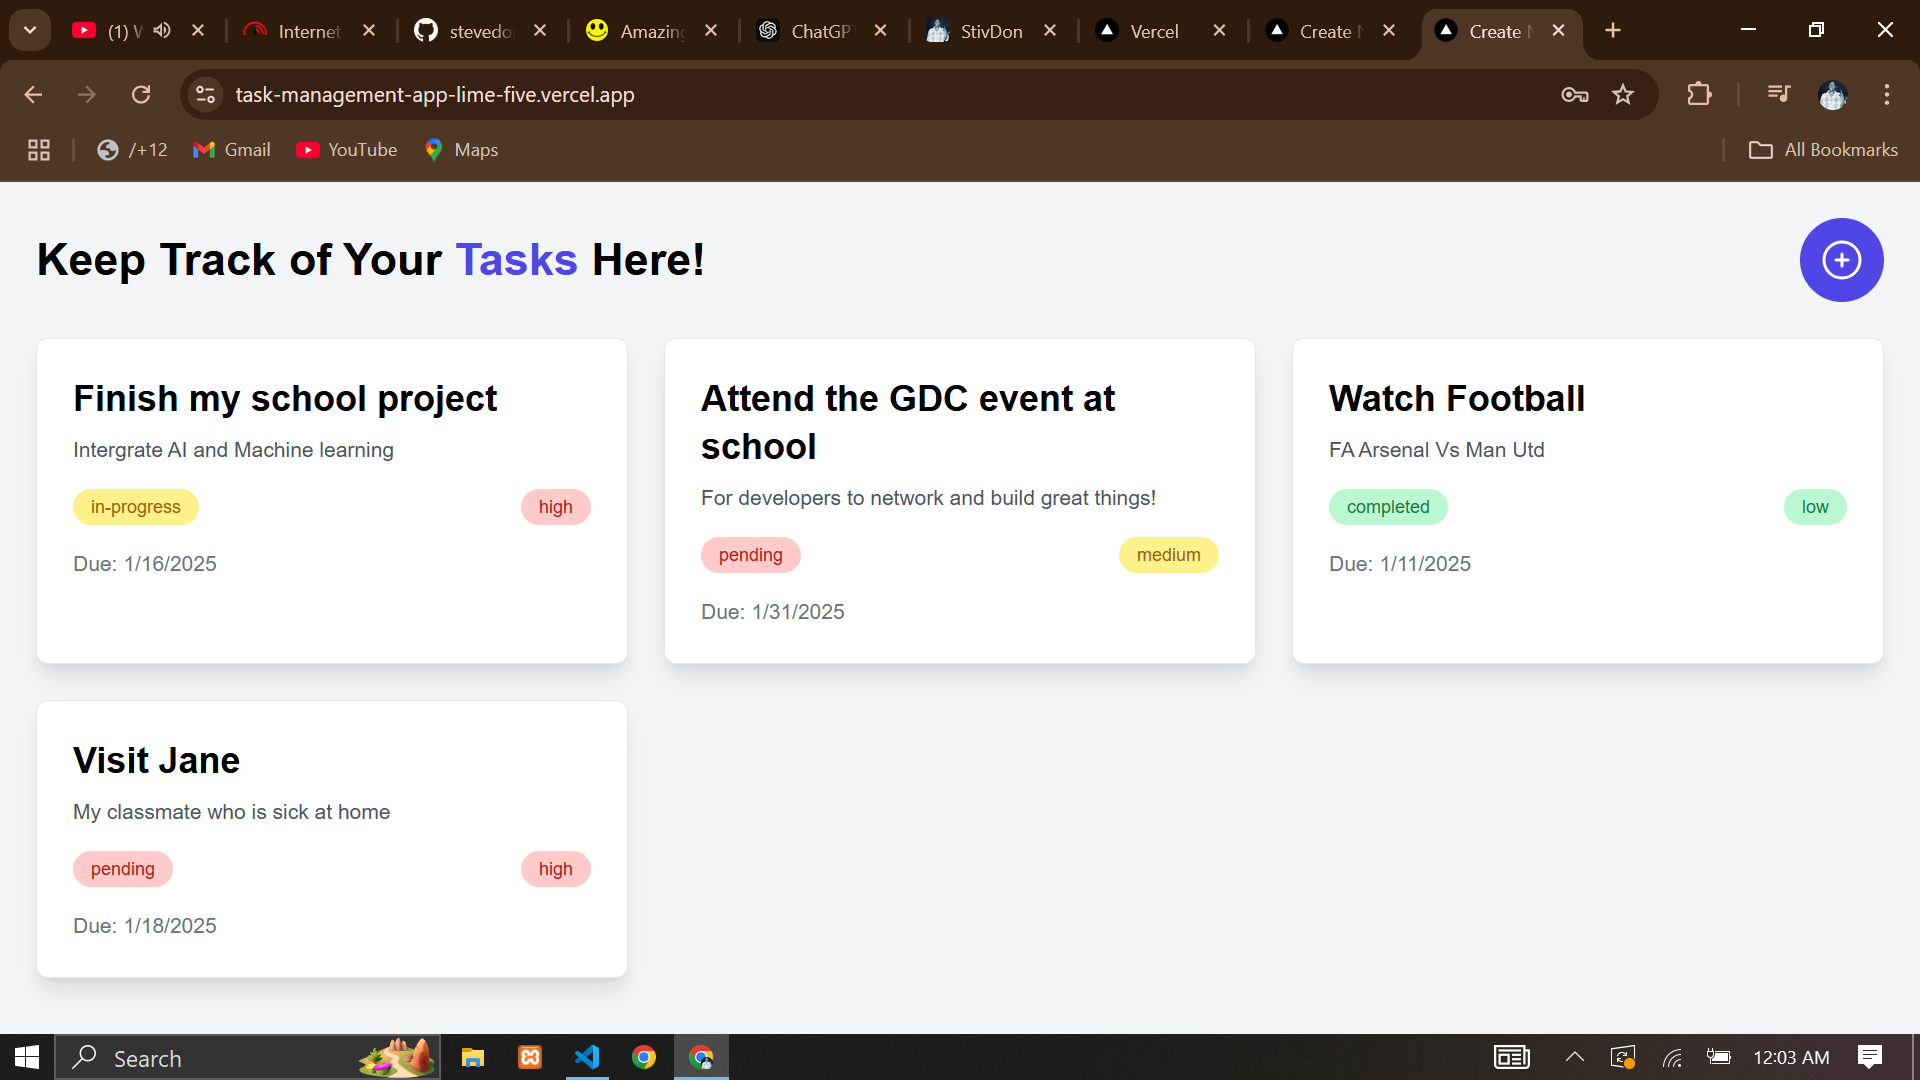 (1) W
Internet
stevedo
Amazing
ChatGPT
StivDon
Vercel
Create N
Create N
task-management-app-lime-five.vercel.app
/+12
Gmail
YouTube
Maps
All Bookmarks
Keep Track of Your Tasks Here!
Finish my school project
Intergrate AI and Machine learning
in-progress
high
Due: 1/16/2025
Attend the GDC event at
school
For developers to network and build great things!
pending
medium
Due: 1/31/2025
Watch Football
FA Arsenal Vs Man Utd
completed
low
Due: 1/11/2025
Visit Jane
My classmate who is sick at home
pending
high
Due: 1/18/2025
Search
12:03 AM